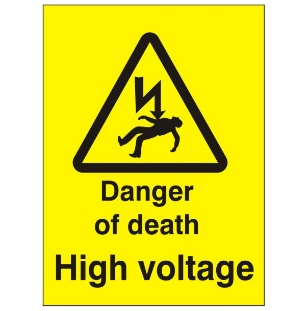 Danger
of death
High voltage